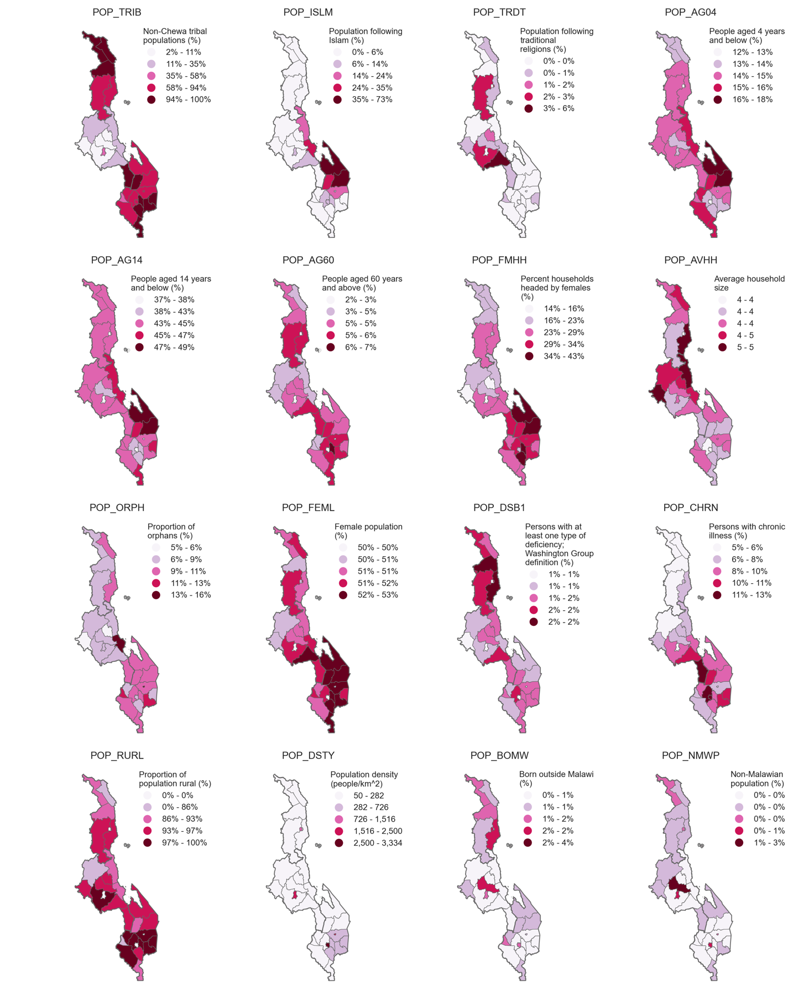 POP_TRIB
Non-Chewa tribal
populations (%)
2% - 11%
11% - 35%
35% - 58%
58% - 94%
94% - 100%
POP_ISLM
Population following
Islam (%)
0% - 6%
6% - 14%
14% - 24%
24% - 35%
35% - 73%
POP_TRDT
Population following
traditional
religions (%)
0% - 0%
0% - 1%
1% - 2%
2% - 3%
3% - 6%
POP_AG04
People aged 4 years
and below (%)
12% - 13%
13% - 14%
14% - 15%
15% - 16%
16% - 18%
POP_AG14
People aged 14 years
and below (%)
37% - 38%
38% - 43%
43% - 45%
45% - 47%
47% - 49%
POP_AG60
People aged 60 years
and above (%)
2% - 3%
3% - 5%
5% - 5%
5% - 6%
6% - 7%
POP_FMHH
Percent households
headed by females
(%)
14% - 16%
16% - 23%
23% - 29%
29% - 34%
34% - 43%
POP_AVHH
Average household
size
4 - 4
4 - 4
4 - 4
4 - 5
5 - 5
POP_ORPH
Proportion of
orphans (%)
5% - 6%
6% - 9%
9% - 11%
11% - 13%
13% - 16%
POP_FEML
Female population
(%)
50% - 50%
50% - 51%
51% - 51%
51% - 52%
52% - 53%
POP_DSB1
Persons with at
least one type of
deficiency;
Washington Group
definition (%)
1% - 1%
1% - 1%
1% - 2%
2% - 2%
2% - 2%
POP_CHRN
Persons with chronic
illness (%)
5% - 6%
6% - 8%
8% - 10%
10% - 11%
11% - 13%
POP_RURL
Proportion of
population rural (%)
0% - 0%
0% - 86%
86% - 93%
93% - 97%
97% - 100%
POP_DSTY
Population density
(people/km^2)
50 - 282
282 - 726
726 - 1,516
1,516 - 2,500
2,500 - 3,334
POP_BOMW
Born outside Malawi
(%)
0% - 1%
1% - 1%
1% - 2%
2% - 2%
2% - 4%
POP_NMWP
Non-Malawian
population (%)
0% - 0%
0% - 0%
0% - 0%
0% - 1%
1% - 3%